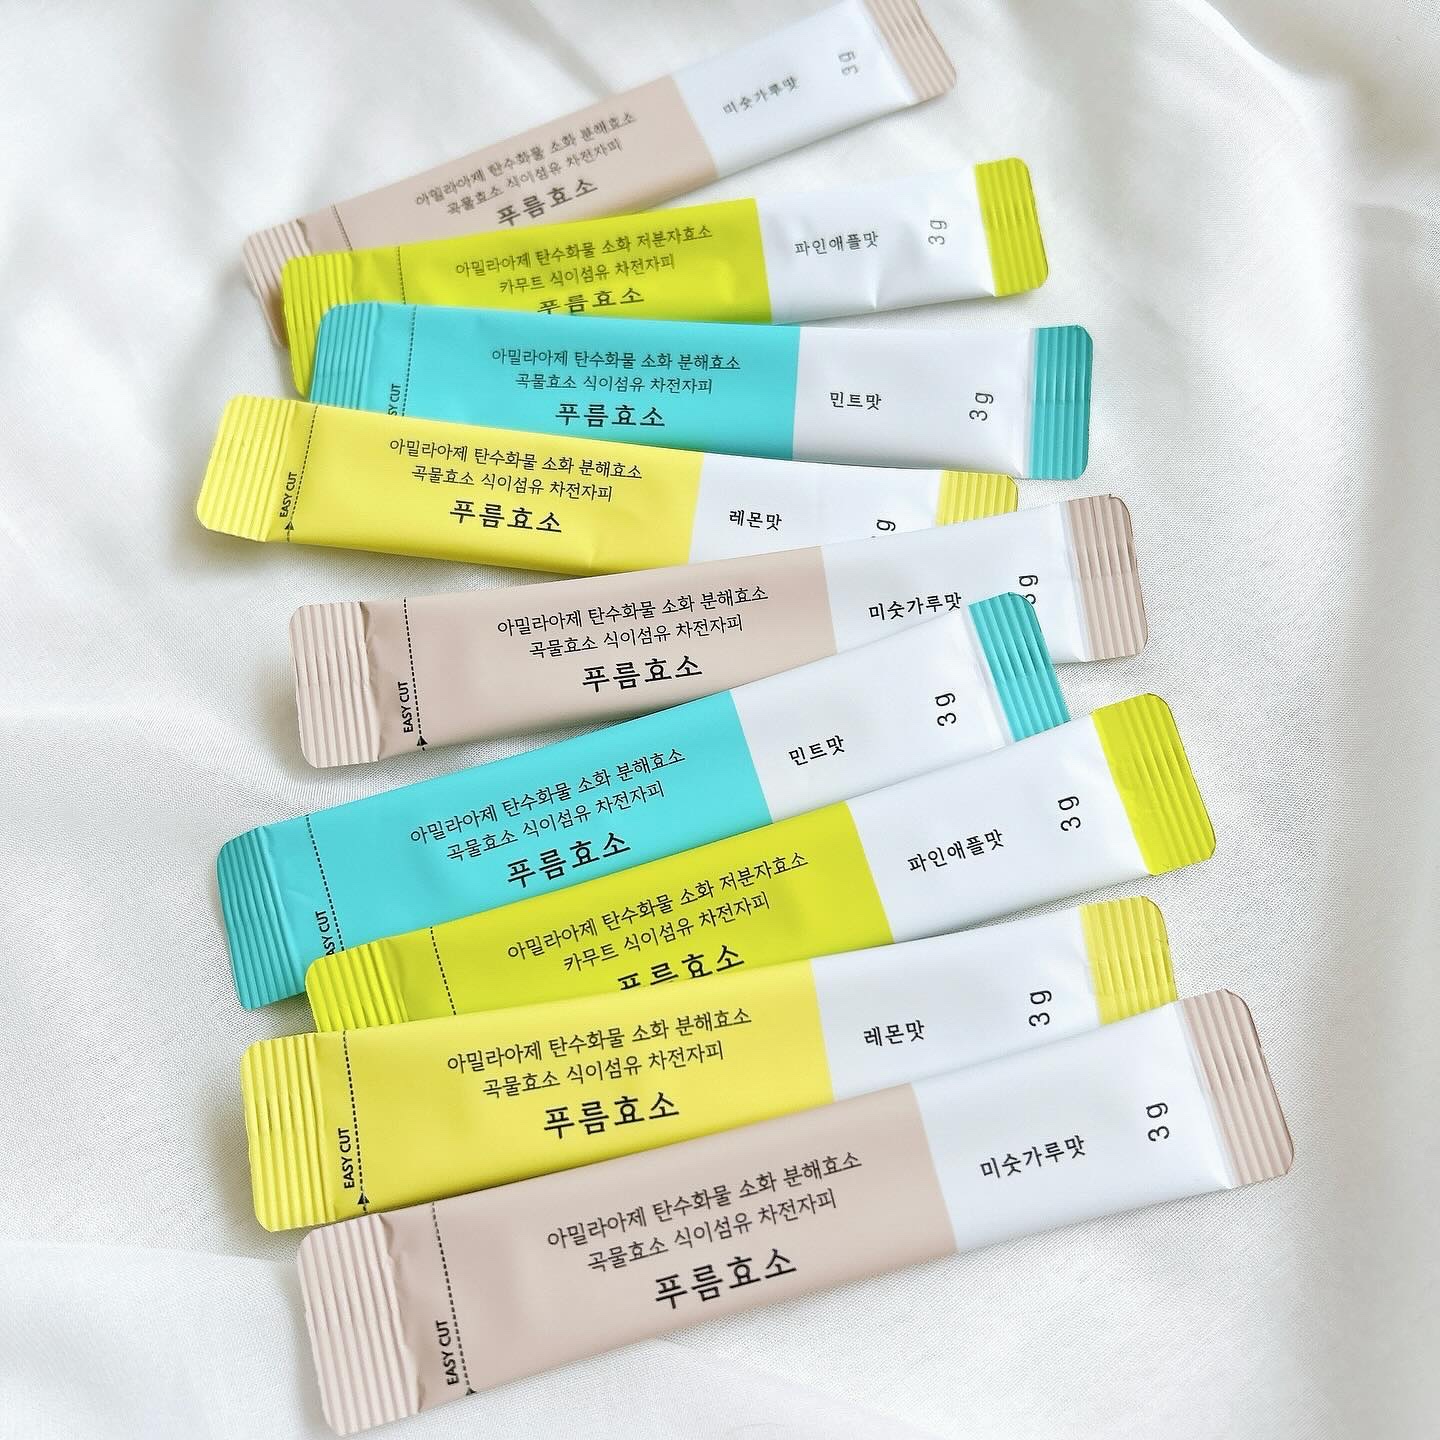 아밀라아제 탄수화물 소화 분해효소
곡물효소 식이섬유 차전자피
푸름효소
미숫가루맛
3g
아밀라아제 탄수화물 소화 저분자효소
카무트 식이섬유 차전자피
푸름효소
파인애플맛
3g
EASY CUT
아밀라아제 탄수화물 소화 분해효소
곡물효소 식이섬유 차전자피
푸름효소
민트맛
3g
EASY CUT
아밀라아제 탄수화물 소화 분해효소
곡물효소 식이섬유 차전자피
푸름효소
레몬맛
3g
EASY CUT
아밀라아제 탄수화물 소화 분해효소
곡물효소 식이섬유 차전자피
푸름효소
미숫가루맛
3g
EASY CUT
아밀라아제 탄수화물 소화 분해효소
곡물효소 식이섬유 차전자피
푸름효소
민트맛
3g
아밀라아제 탄수화물 소화 저분자효소
카무트 식이섬유 차전자피
푸름효소
파인애플맛
3g
EASY CUT
아밀라아제 탄수화물 소화 분해효소
곡물효소 식이섬유 차전자피
푸름효소
레몬맛
3g
EASY CUT
아밀라아제 탄수화물 소화 분해효소
곡물효소 식이섬유 차전자피
푸름효소
미숫가루맛
3g